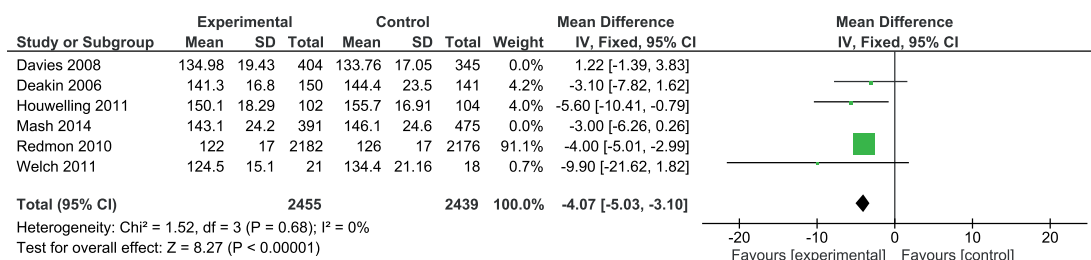 Experimental Control Mean Difference Mean Difference
Study or Subgroup Mean SD Total Mean SD Total Weight IV, Fixed, 95% CI IV, Fixed, 95% CI
Davies 2008 134.98 19.43 404 133.76 17.05 345 0.0% 1.22 [-1.39, 3.83]
Deakin 2006 141.3 16.8 150 144.4 23.5 141 4.2% -3.10 [-7.82, 1.62]
Houwelling 2011 150.1 18.29 102 155.7 16.91 104 4.0% -5.60 [-10.41, -0.79]
Mash 2014 143.1 24.2 391 146.1 24.6 475 0.0% -3.00 [-6.26, 0.26]
Redmon 2010 122 17 2182 126 17 2176 91.1% -4.00 [-5.01, -2.99]
Welch 2011 124.5 15.1 21 134.4 21.16 18 0.7% -9.90 [-21.62, 1.82]
Total (95% CI) 2455 2439 100.0% -4.07 [-5.03, -3.10]
Heterogeneity: Chi² = 1.52, df = 3 (P = 0.68); I² = 0%
Test for overall effect: Z = 8.27 (P < 0.00001)
-20 -10 0 10 20
Favours [experimental] Favours [control]